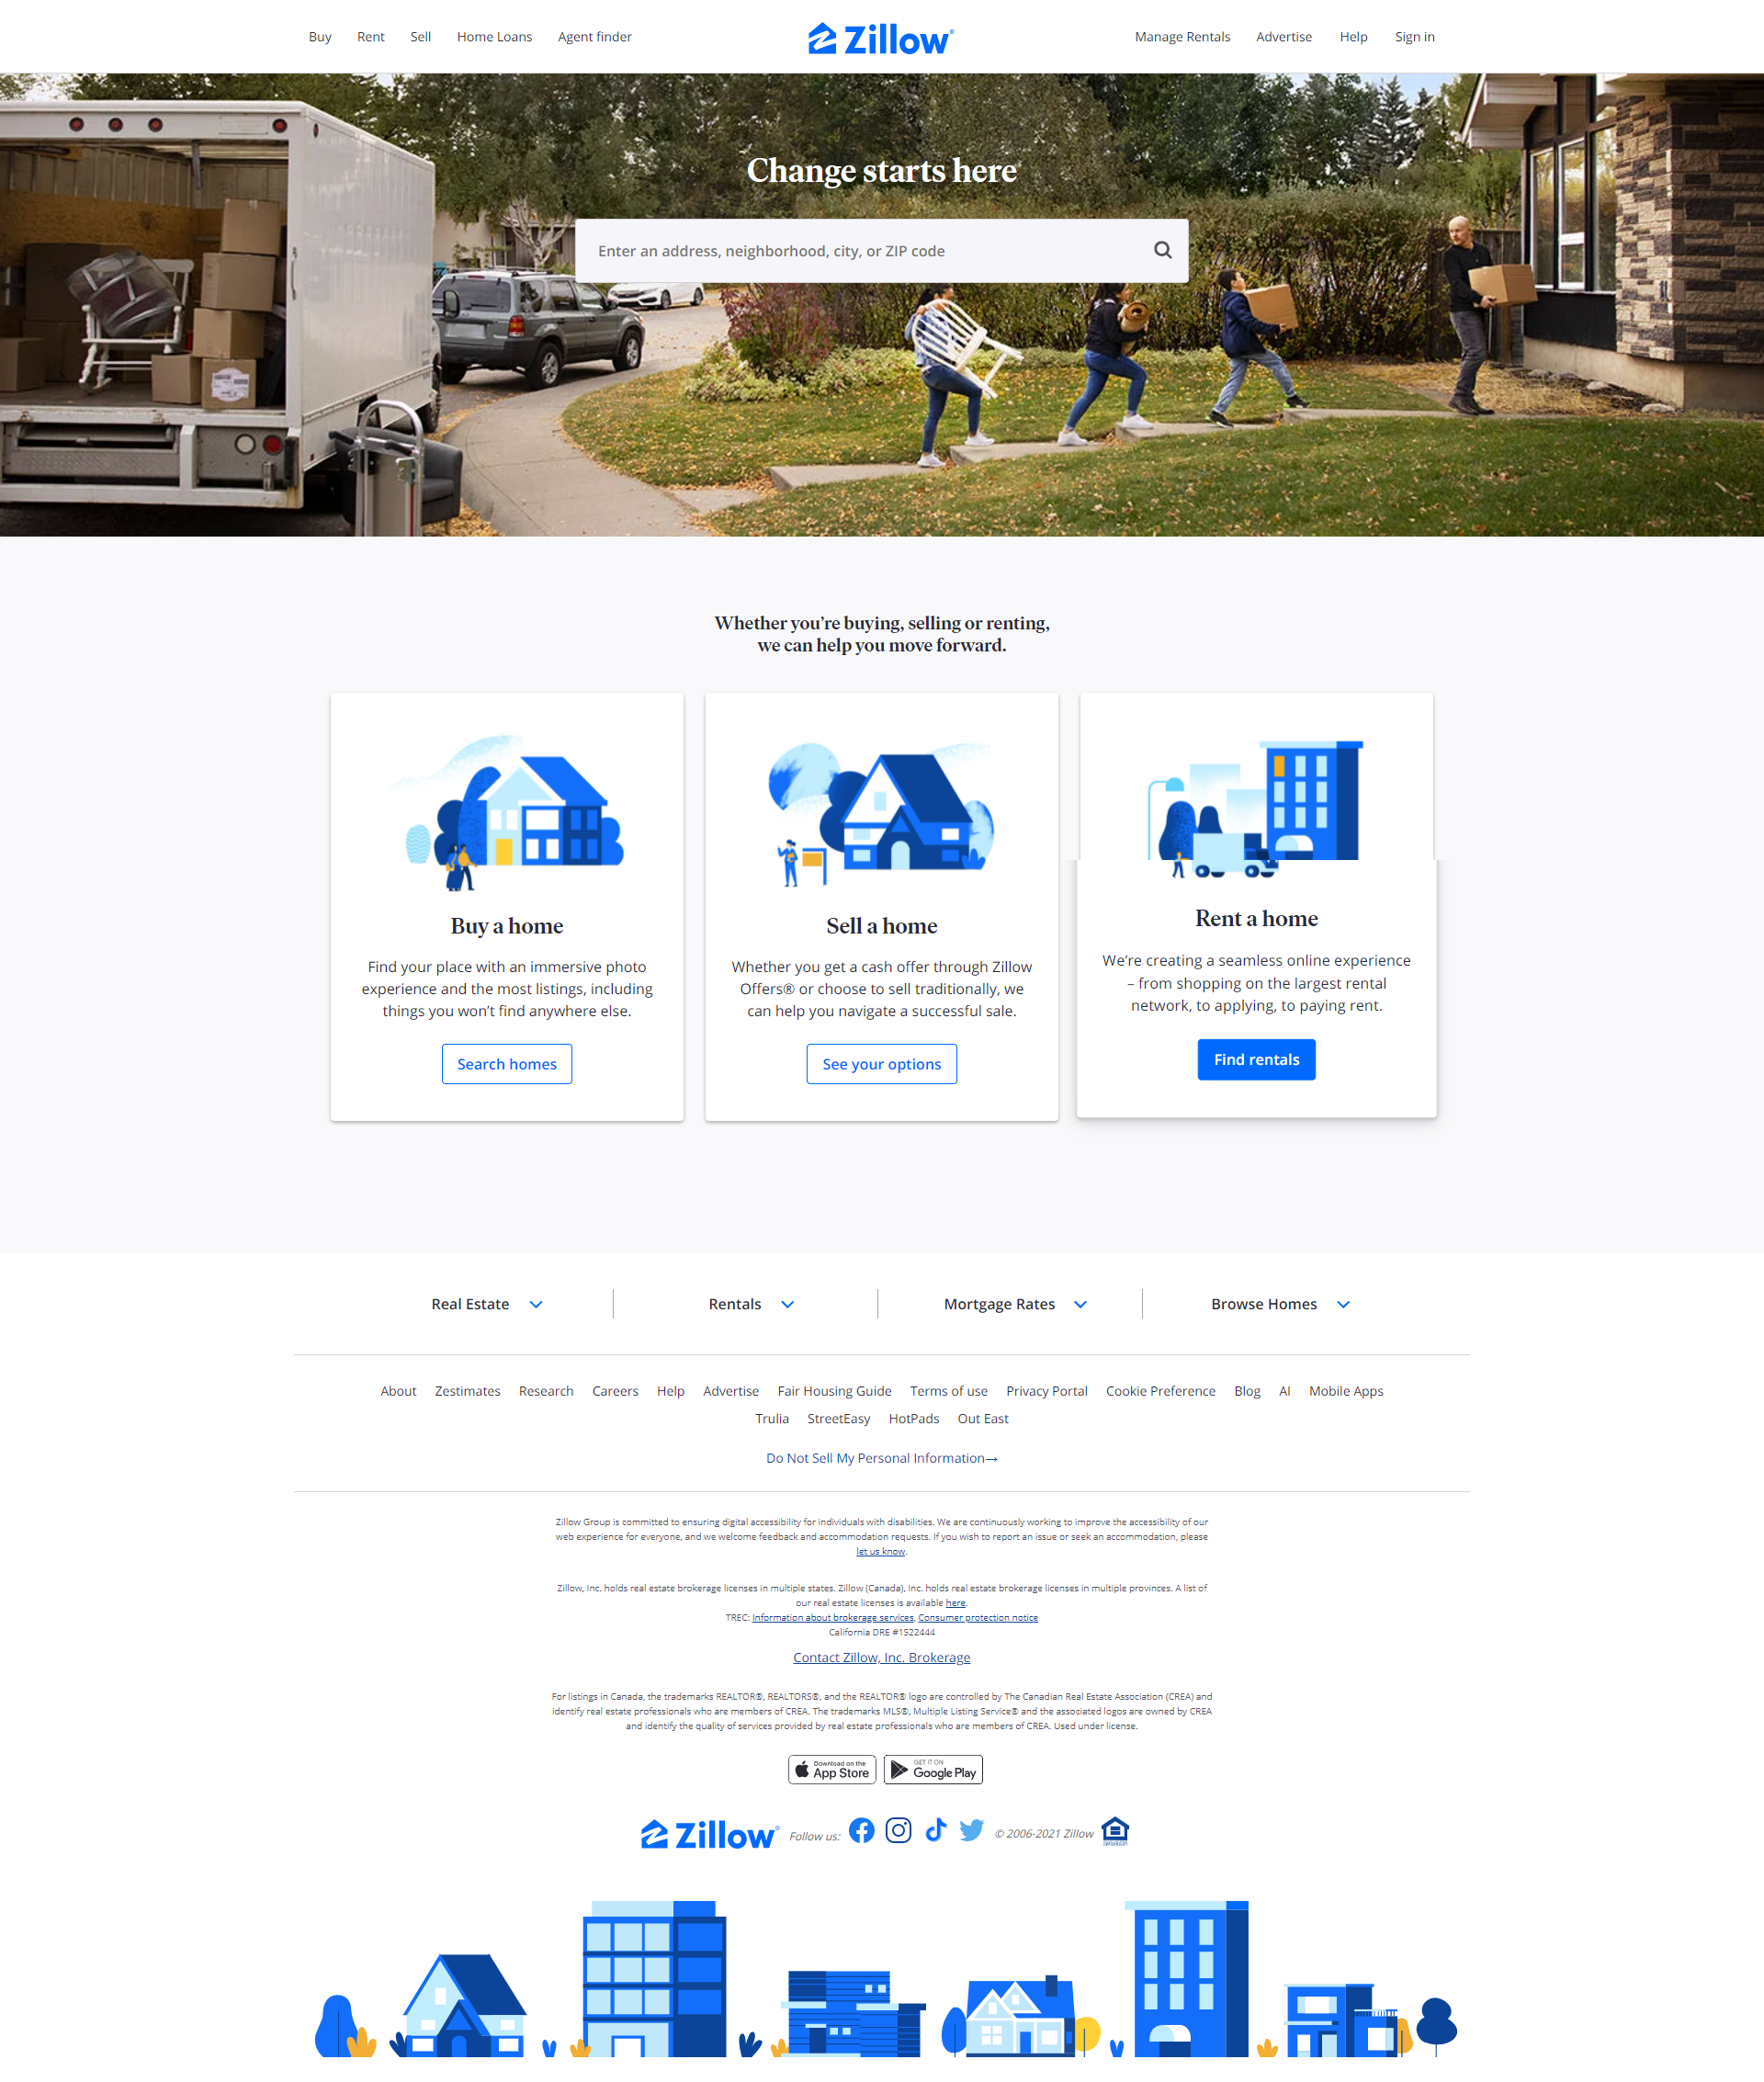 Buy Rent Sell Home Loans Agent finder Zillow® Manage Rentals Advertise Help Sign in
Change starts here
Enter an address, neighborhood, city, or ZIP code
Whether you’re buying, selling or renting,
we can help you move forward.
Buy a home
Find your place with an immersive photo
experience and the most listings, including
things you won’t find anywhere else.
Search homes
Sell a home
Whether you get a cash offer through Zillow
Offers® or choose to sell traditionally, we
can help you navigate a successful sale.
See your options
Rent a home
We’re creating a seamless online experience
– from shopping on the largest rental
network, to applying, to paying rent.
Find rentals
Real Estate Rentals Mortgage Rates Browse Homes
About Zestimates Research Careers Help Advertise Fair Housing Guide Terms of use Privacy Portal Cookie Preference Blog AI Mobile Apps
Trulia StreetEasy HotPads Out East
Do Not Sell My Personal Information→
Zillow Group is committed to ensuring digital accessibility for individuals with disabilities. We are continuously working to improve the accessibility of our
web experience for everyone, and we welcome feedback and accommodation requests. If you wish to report an issue or seek an accommodation, please
let us know.
Zillow, Inc. holds real estate brokerage licenses in multiple states. Zillow (Canada), Inc. holds real estate brokerage licenses in multiple provinces. A list of
our real estate licenses is available here.
TREC: Information about brokerage services, Consumer protection notice
California DRE #1522444
Contact Zillow, Inc. Brokerage
For listings in Canada, the trademarks REALTOR®, REALTORS®, and the REALTOR® logo are controlled by The Canadian Real Estate Association (CREA) and
identify real estate professionals who are members of CREA. The trademarks MLS®, Multiple Listing Service® and the associated logos are owned by CREA
and identify the quality of services provided by real estate professionals who are members of CREA. Used under license.
Download on the
App Store
GET IT ON
Google Play
Zillow® Follow us: © 2006-2021 Zillow